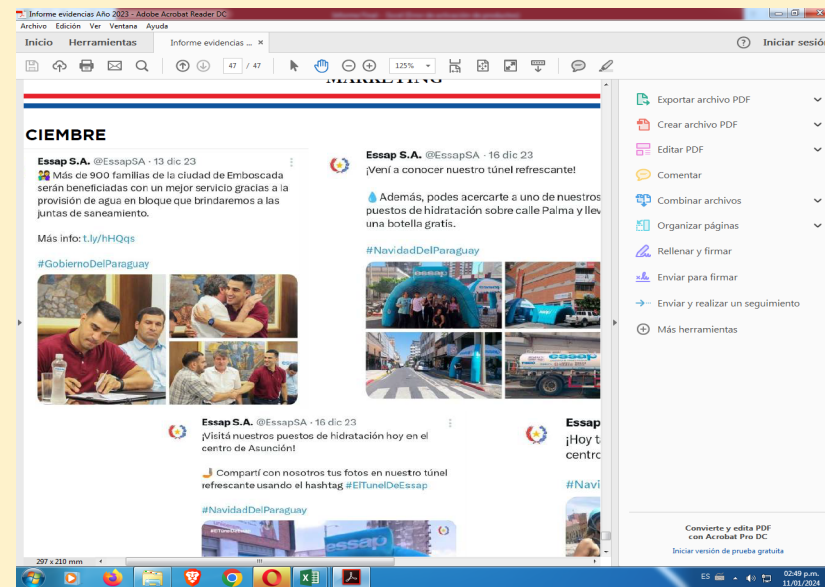 Informe evidencias Año 2023 - Adobe Acrobat Reader DC
Archivo Edición Ver Ventana Ayuda
Inicio Herramientas Informe evidencias ... × Iniciar sesió
47 / 47 125%
MARKETING
CIEMBRE
Essap S.A. @EssapSA · 13 dic 23
Más de 900 familias de la ciudad de Emboscada
serán beneficiadas con un mejor servicio gracias a la
provisión de agua en bloque que brindaremos a las
juntas de saneamiento.
Más info: t.ly/hHQqs
#GobiernoDelParaguay
Essap S.A. @EssapSA · 16 dic 23
¡Vení a conocer nuestro túnel refrescante!
Además, podes acercarte a uno de nuestros
puestos de hidratación sobre calle Palma y llev
una botella gratis.
#NavidadDelParaguay
essap
Essap S.A. @EssapSA · 16 dic 23
¡Visitá nuestros puestos de hidratación hoy en el
centro de Asunción!
Compartí con nosotros tus fotos en nuestro túnel
refrescante usando el hashtag #ElTunelDeEssap
#NavidadDelParaguay
#ElTunelDeEssap
essap
Essap
¡Hoy t
centro
#Navi
Exportar archivo PDF
Crear archivo PDF
Editar PDF
Comentar
Combinar archivos
Organizar páginas
Rellenar y firmar
Enviar para firmar
Enviar y realizar un seguimiento
Más herramientas
Convierte y edita PDF
con Acrobat Pro DC
Iniciar versión de prueba gratuita
297 x 210 mm
ES 02:49 p.m.
11/01/2024